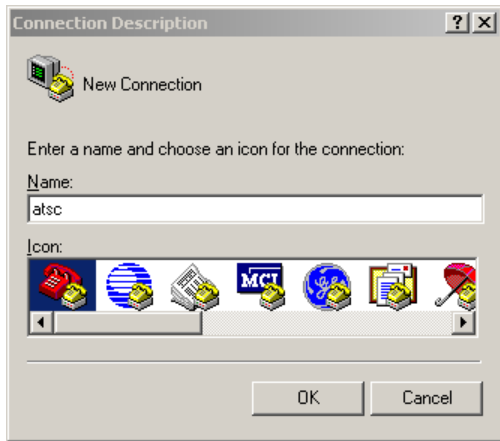 Connection Description
New Connection
Enter a name and choose an icon for the connection:
Name:
atsc
Icon:
MCI
OK Cancel